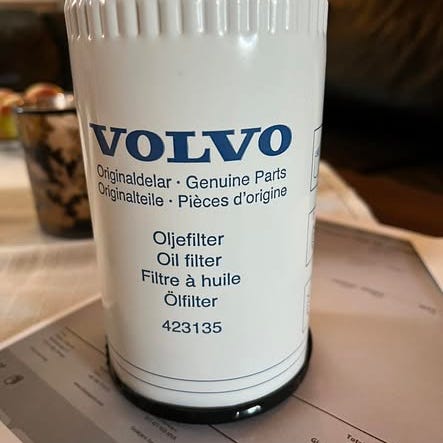 VOLVO
Originaldelar · Genuine Parts
Originalteile · Pièces d'origine
Oljefilter
Oil filter
Filtre à huile
Ölfilter
423135